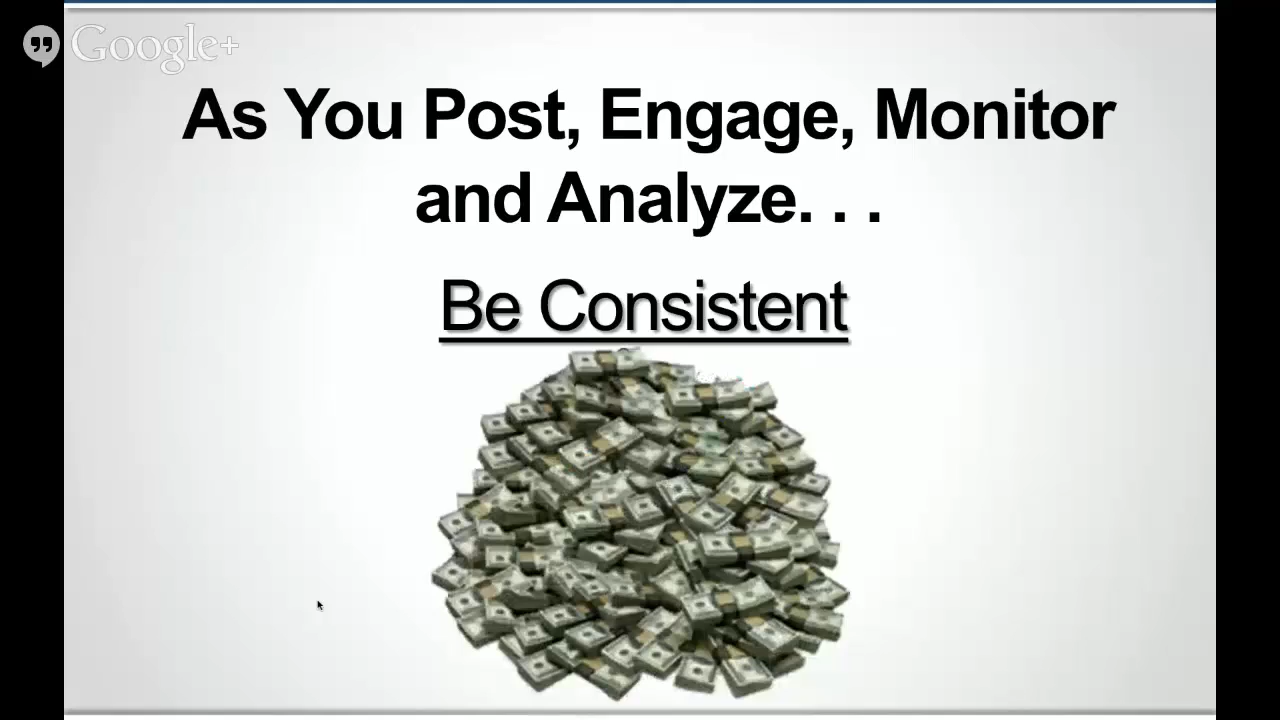 Google+
As You Post, Engage, Monitor
and Analyze. . .
Be Consistent